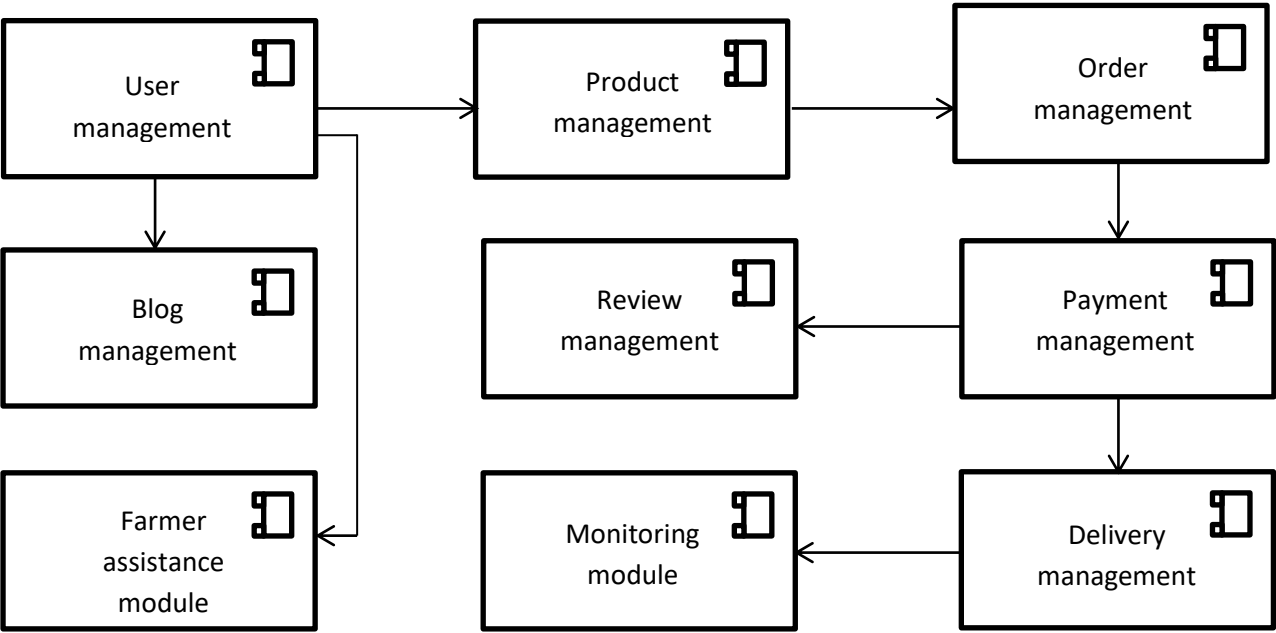 User
management
Product
management
Order
management
Blog
management
Review
management
Payment
management
Farmer
assistance
module
Monitoring
module
Delivery
management